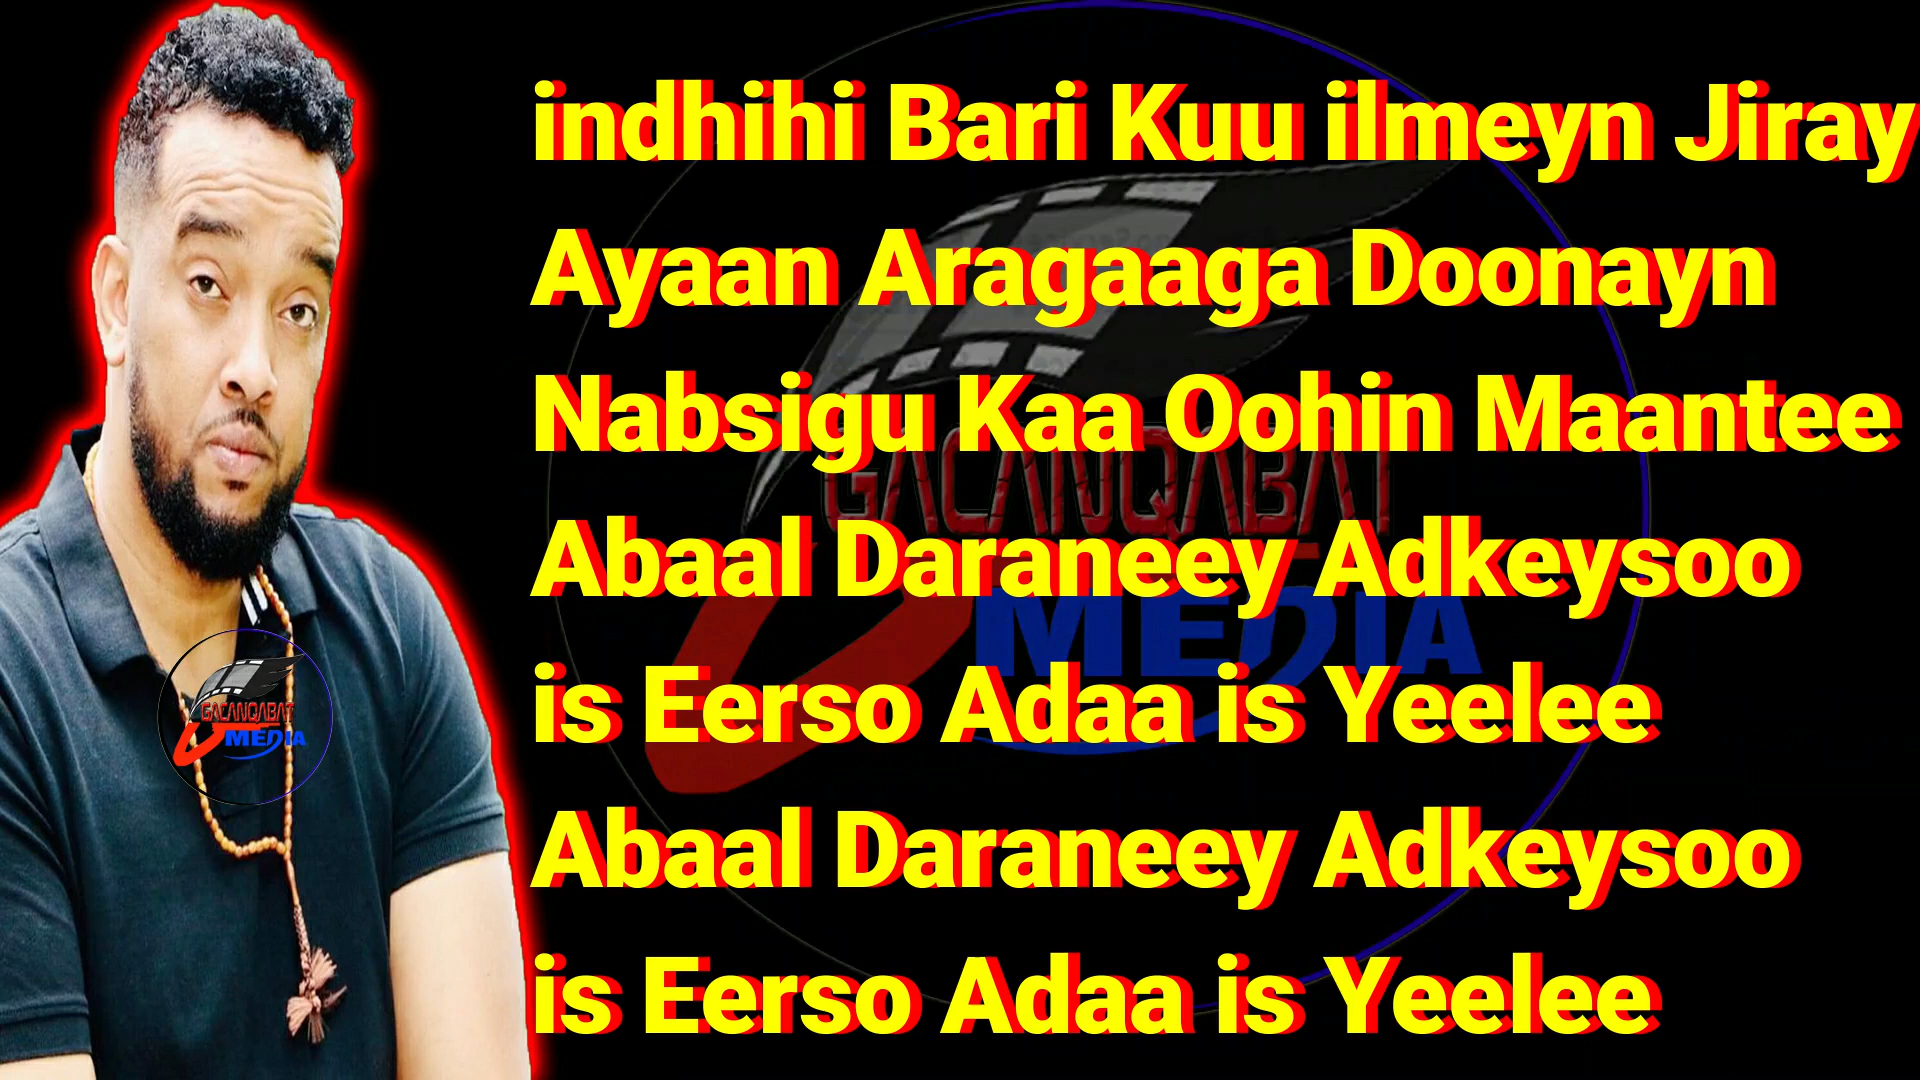 indhihi Bari Kuu ilmeyn Jiray
Ayaan Aragaaga Doonayn
Nabsigu Kaa Oohin Maantee
Abaal Daraneey Adkeysoo
is Eerso Adaa is Yeelee
Abaal Daraneey Adkeysoo
is Eerso Adaa is Yeelee
GACANQABAT
MEDIA
GACANQABAT
MEDIA